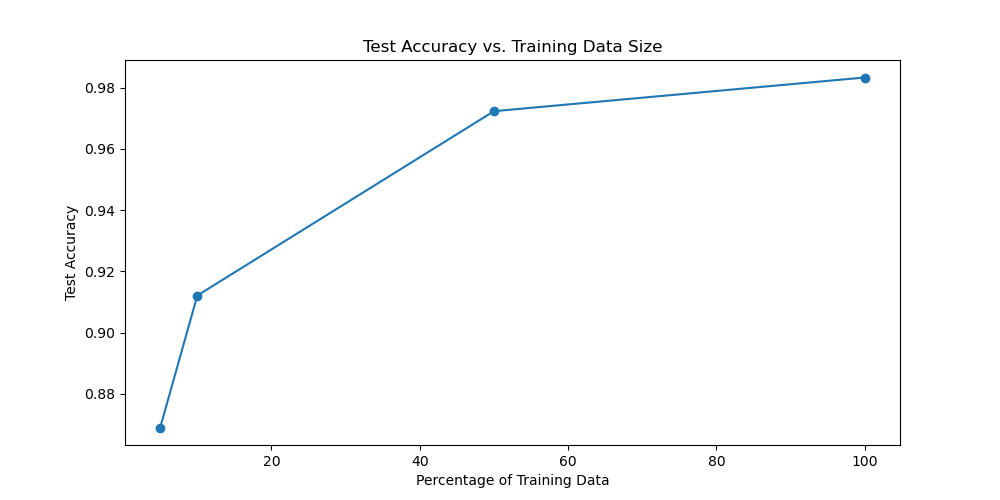 Test Accuracy vs. Training Data Size
0.98
0.96
0.94
0.92
0.90
0.88
Test Accuracy
20 40 60 80 100
Percentage of Training Data